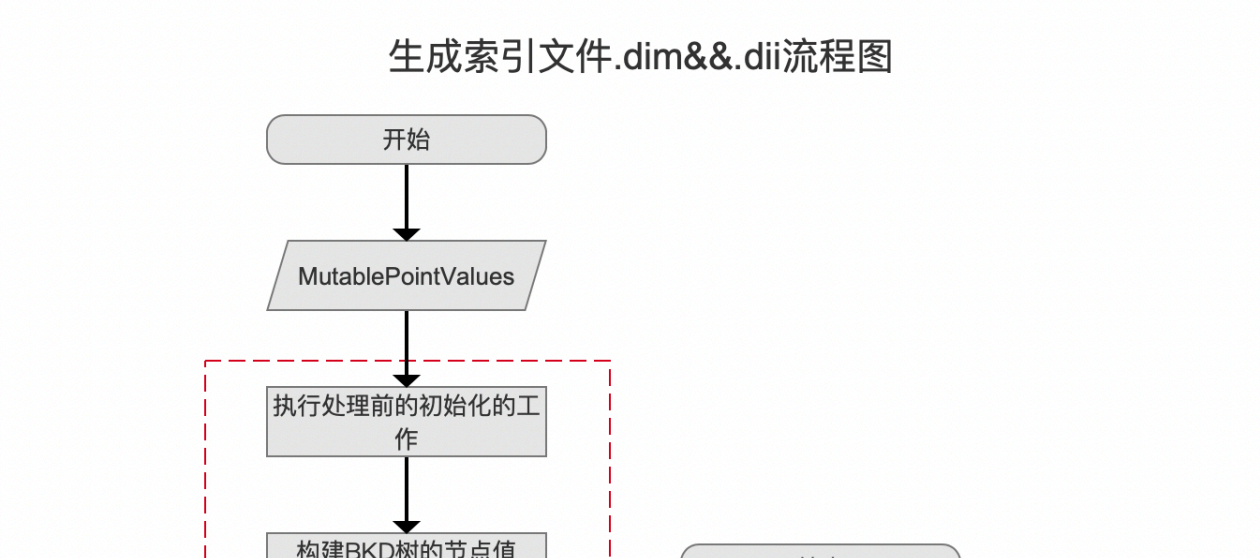 生成索引文件.dim&&.dii流程图
开始
MutablePointValues
执行处理前的初始化的工
作
构建BKD树的节点值